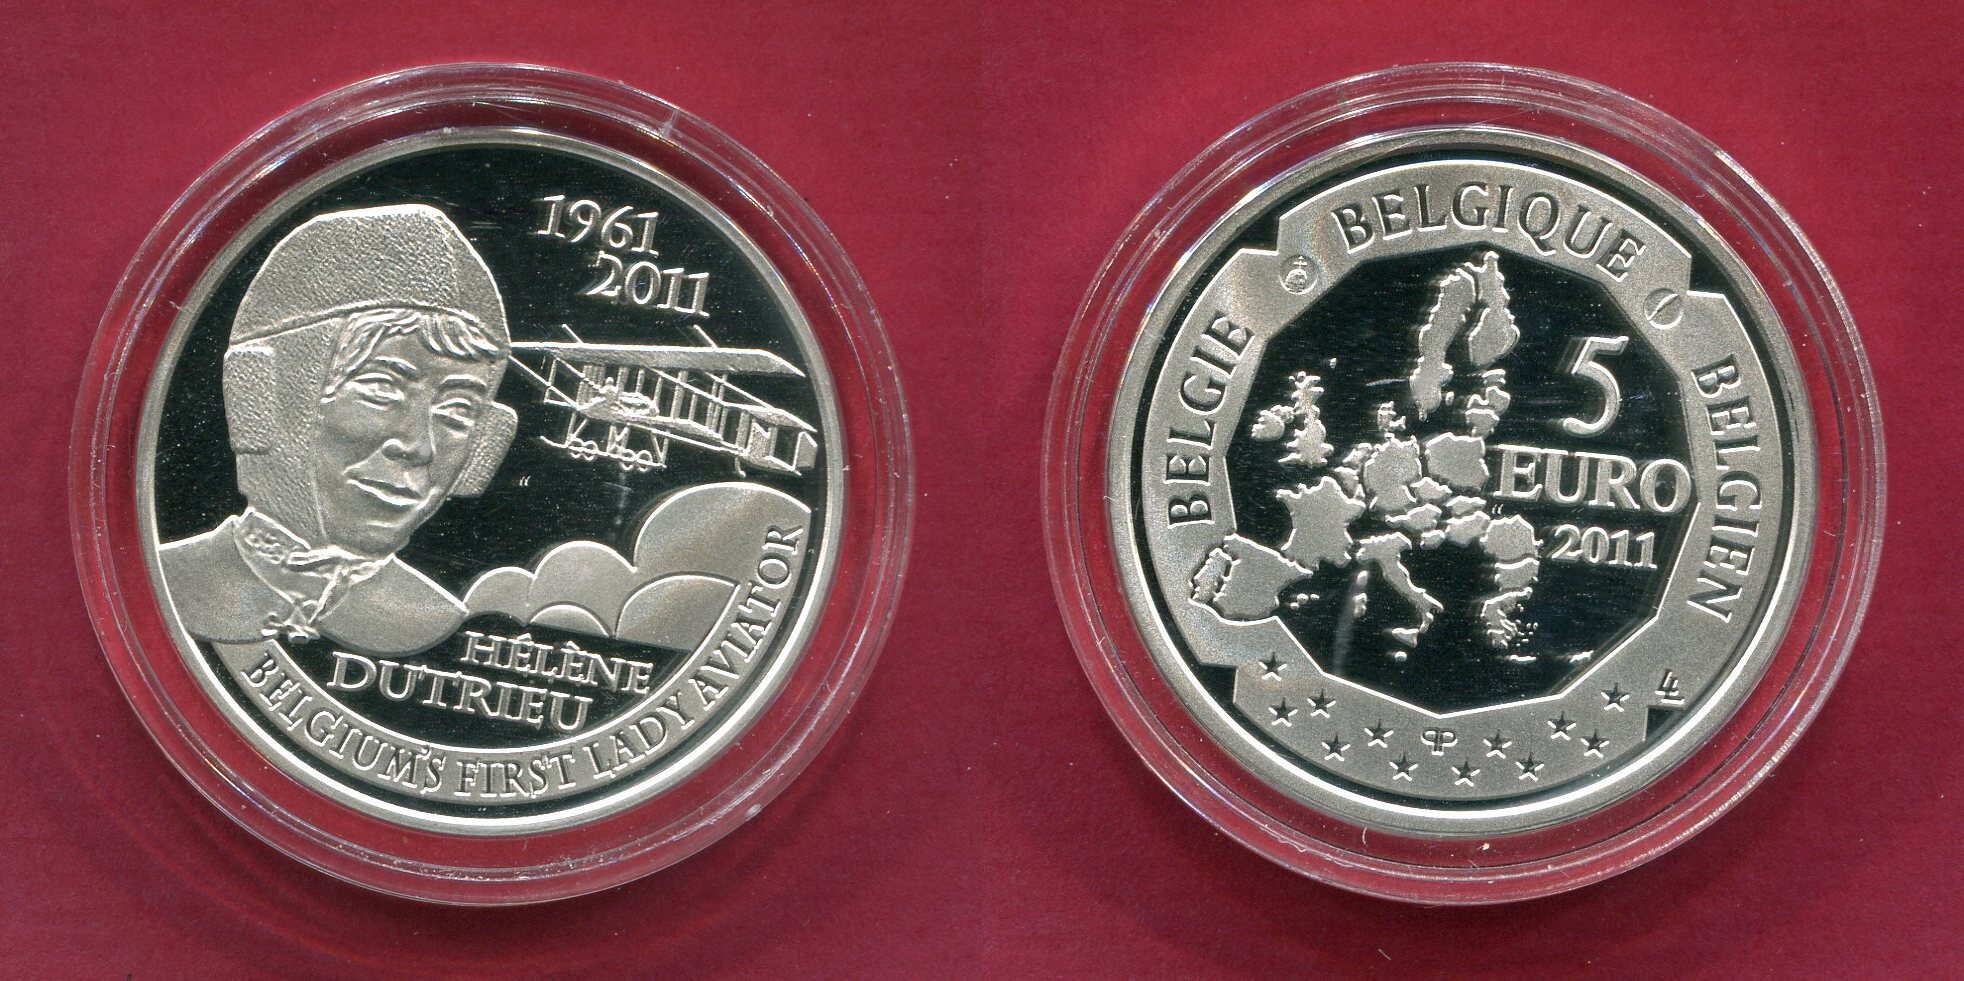 1961
2011
HÉLÈNE
DUTRIEU
BELGIUM'S FIRST LADY AVIATOR
BELGIE
BELGIQUE
BELGIEN
5
EURO
2011